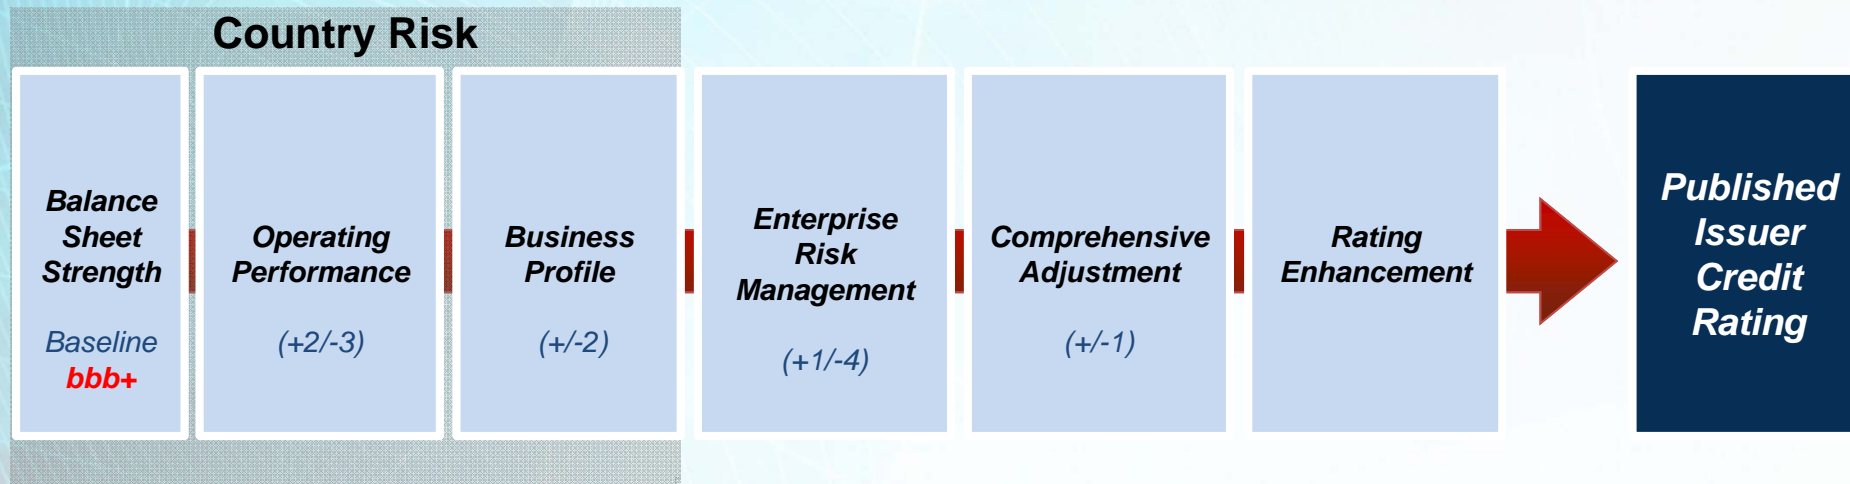 Country Risk
Balance
Sheet
Strength
Baseline
bbb+
Operating
Performance
(+2/-3)
Business
Profile
(+/-2)
Enterprise
Risk
Management
(+1/-4)
Comprehensive
Adjustment
(+/-1)
Rating
Enhancement
Published
Issuer
Credit
Rating